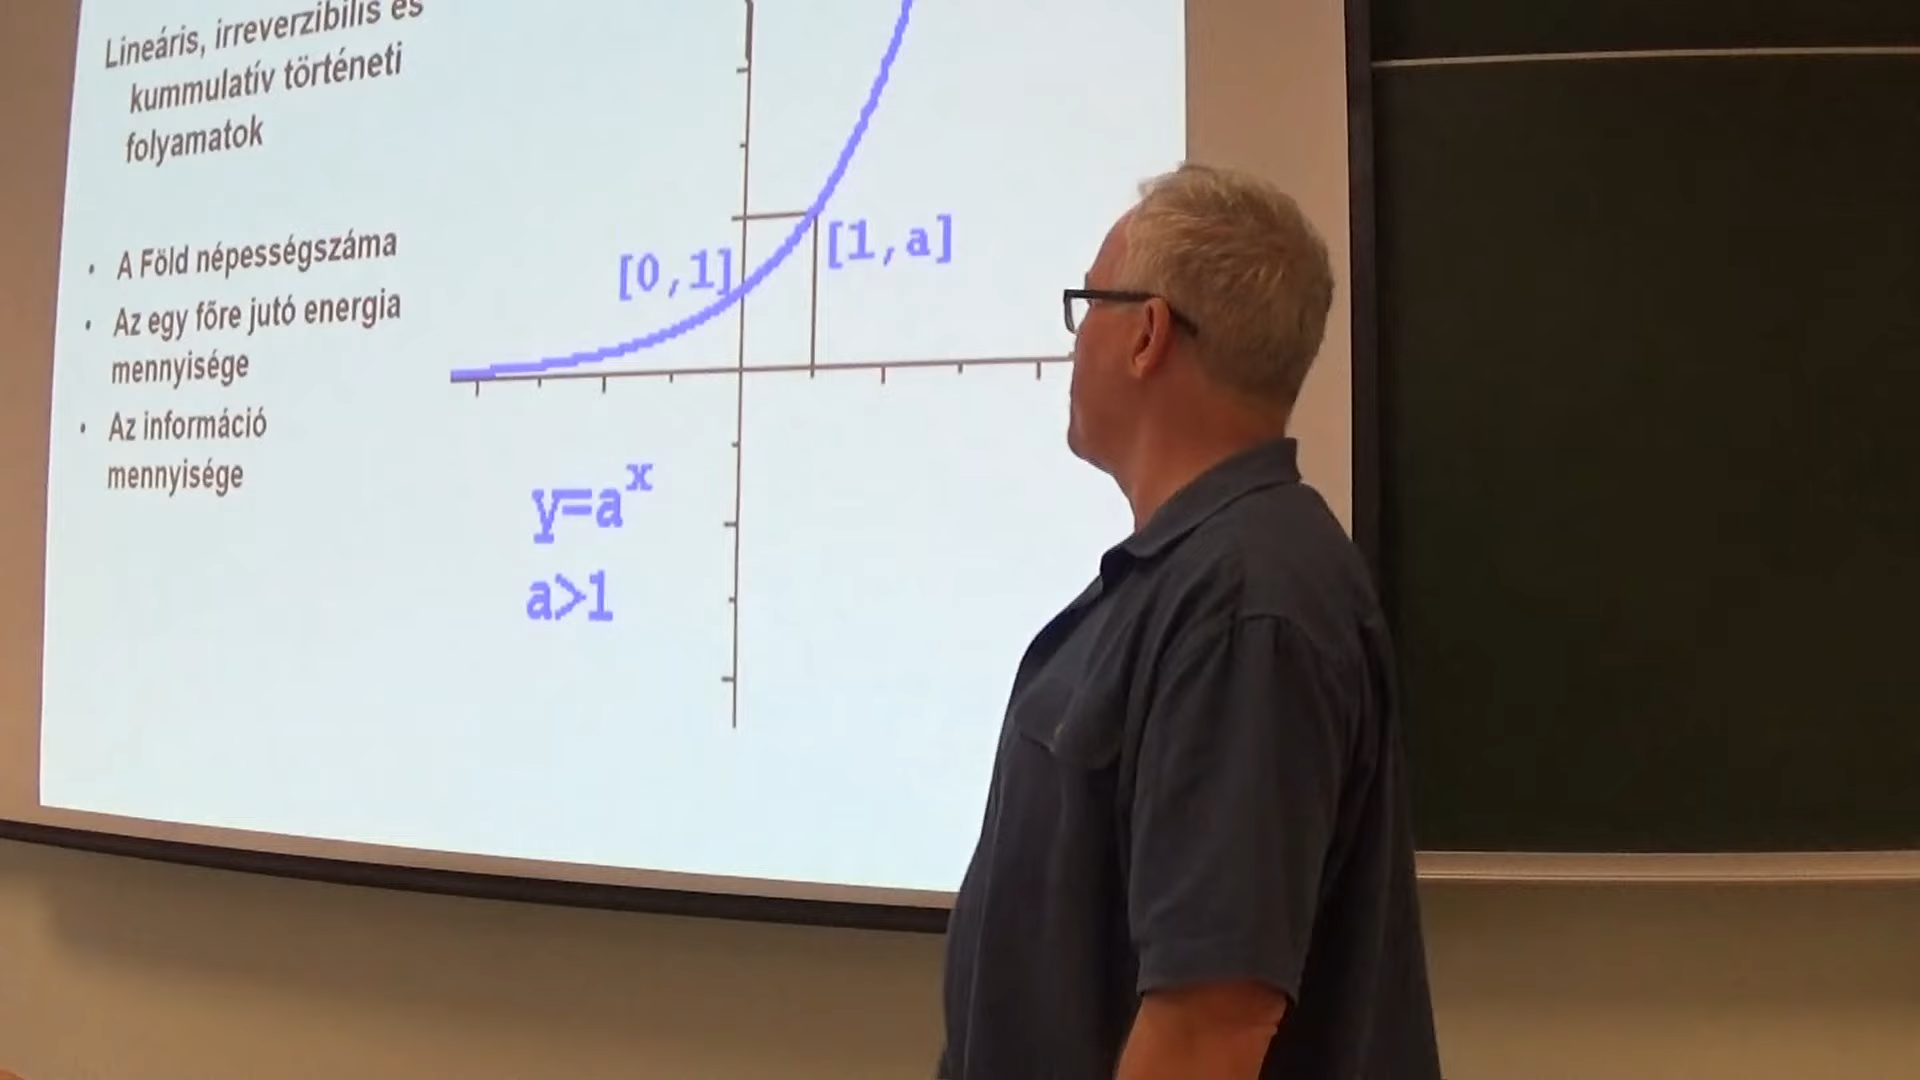 Lineáris, irreverzibilis és
kummulatív történeti
folyamatok
• A Föld népességszáma
• Az egy főre jutó energia
mennyisége
• Az információ
mennyisége
[0,1]
[1,a]
y=aˣ
a>1